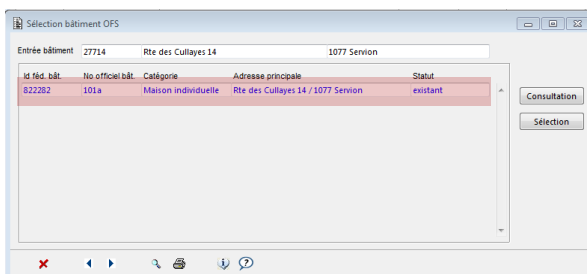 Sélection bâtiment OFS
Entrée bâtiment 27714 Rte des Cullayes 14 1077 Servion
Id féd. bât. No officiel bât. Catégorie Adresse principale Statut
822282 101a Maison individuelle Rte des Cullayes 14 / 1077 Servion existant
Consultation
Sélection